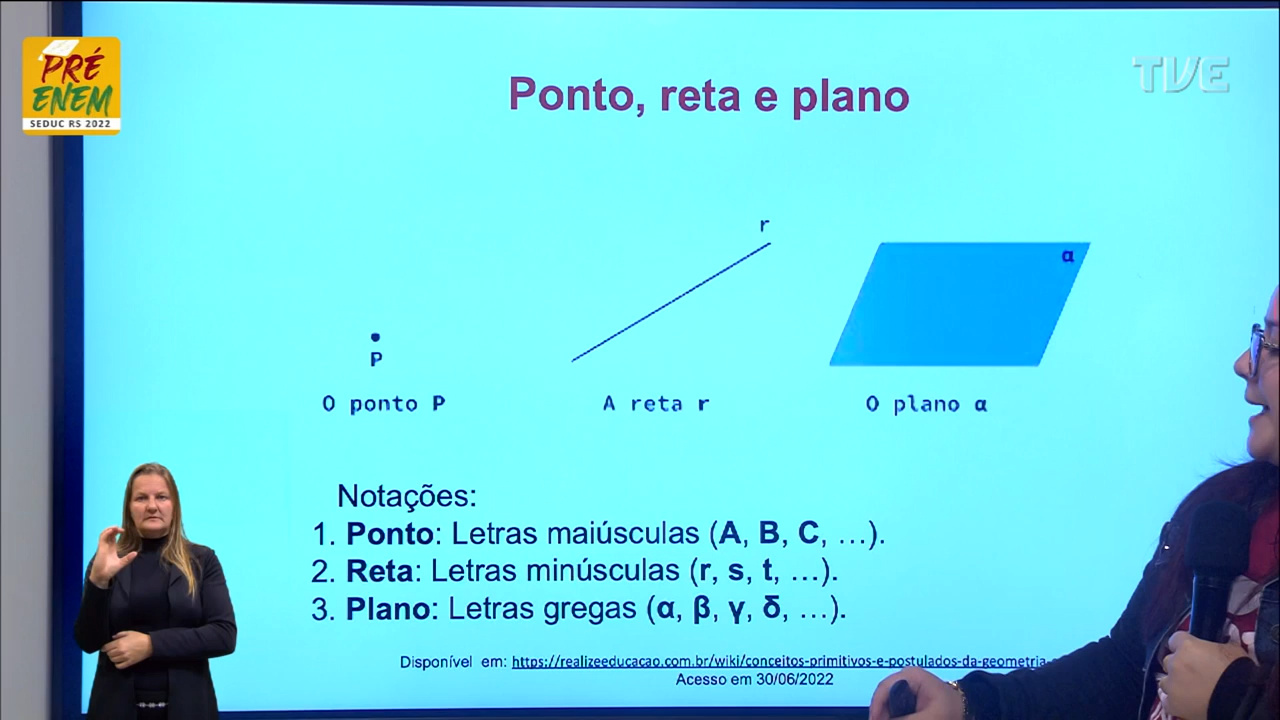 PRÉ
ENEM
SEDUC RS 2022
TVE
Ponto, reta e plano
r
α
P
O ponto P
A reta r
O plano α
Notações:
1. Ponto: Letras maiúsculas (A, B, C, …).
2. Reta: Letras minúsculas (r, s, t, …).
3. Plano: Letras gregas (α, β, γ, δ, …).
Disponível em: https://realizeeducacao.com.br/wiki/conceitos-primitivos-e-postulados-da-geometria-
Acesso em 30/06/2022